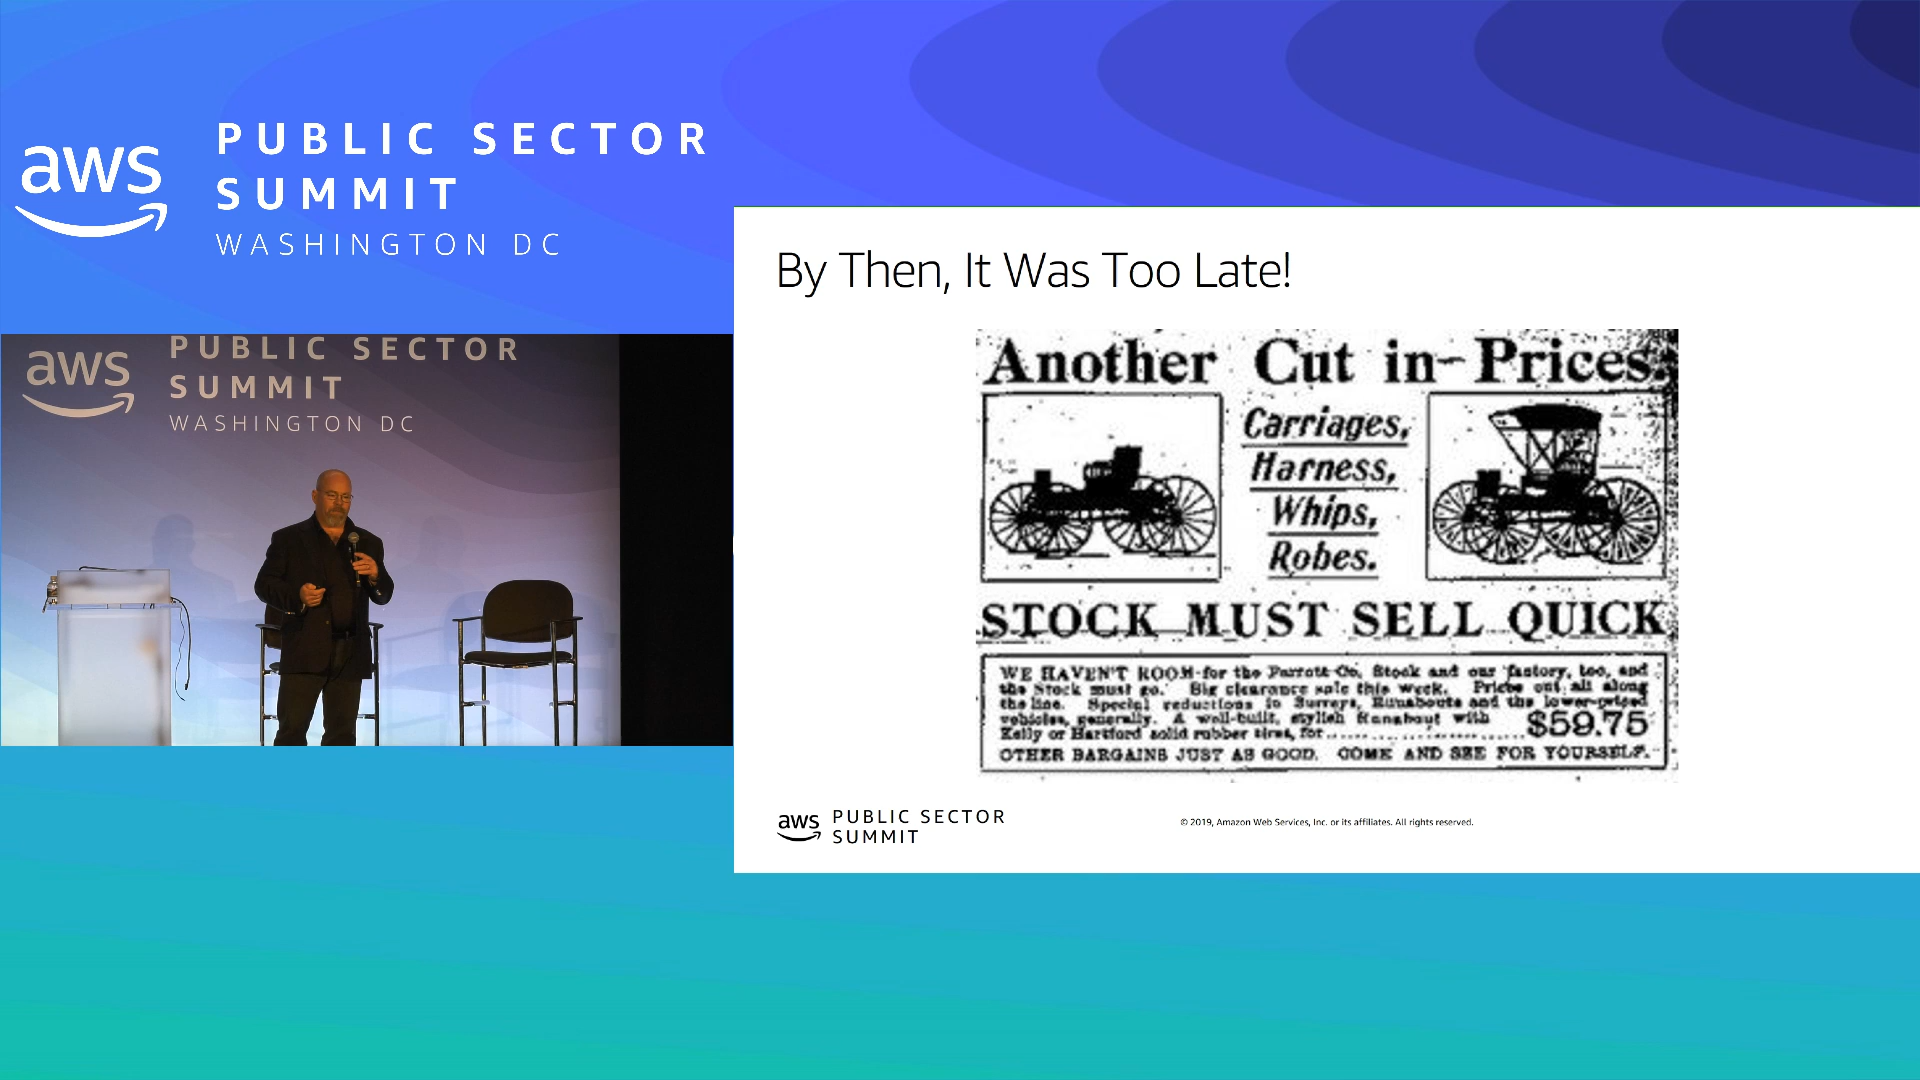 aws
PUBLIC SECTOR
SUMMIT
WASHINGTON DC
aws
PUBLIC SECTOR
SUMMIT
WASHINGTON DC
By Then, It Was Too Late!
Another Cut in Prices.
Carriages,
Harness,
Whips,
Robes.
STOCK MUST SELL QUICK
WE HAVEN'T ROOM for the Parrott Co. Stock and our factory, too, and
the Stock must go. Big clearance sale this week. Prices cut all along
the line. Special reductions in Surreys, Runabouts and the lower-priced
vehicles, generally. A well-built, stylish Runabout with
Kelly or Hartford solid rubber tires, for ........................ $59.75
OTHER BARGAINS JUST AS GOOD. COME AND SEE FOR YOURSELF.
aws
PUBLIC SECTOR
SUMMIT
© 2019, Amazon Web Services, Inc. or its affiliates. All rights reserved.